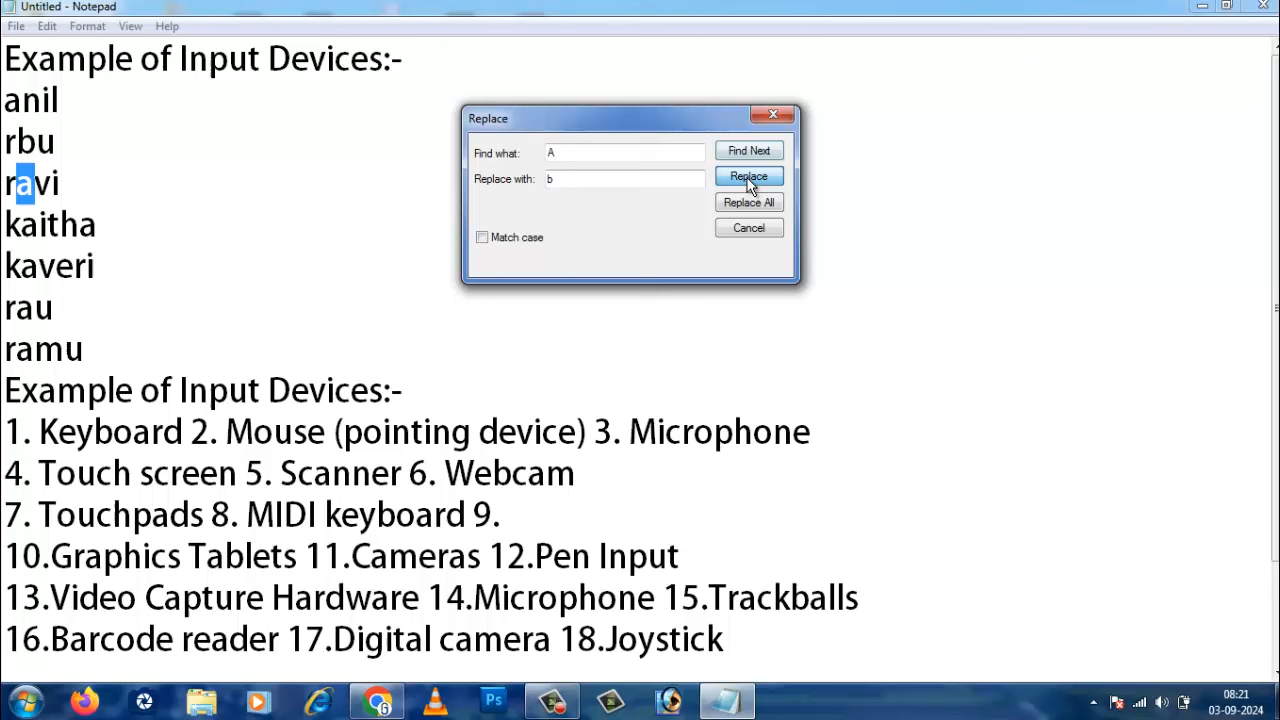 Untitled - Notepad
File Edit Format View Help
Example of Input Devices:-
anil
rbu
ravi
kaitha
kaveri
rau
ramu
Example of Input Devices:-
1. Keyboard 2. Mouse (pointing device) 3. Microphone
4. Touch screen 5. Scanner 6. Webcam
7. Touchpads 8. MIDI keyboard 9.
10.Graphics Tablets 11.Cameras 12.Pen Input
13.Video Capture Hardware 14.Microphone 15.Trackballs
16.Barcode reader 17.Digital camera 18.Joystick
Replace
Find what: A Find Next
Replace with: b Replace
Replace All
Match case Cancel
Ps
G
08:21
03-09-2024